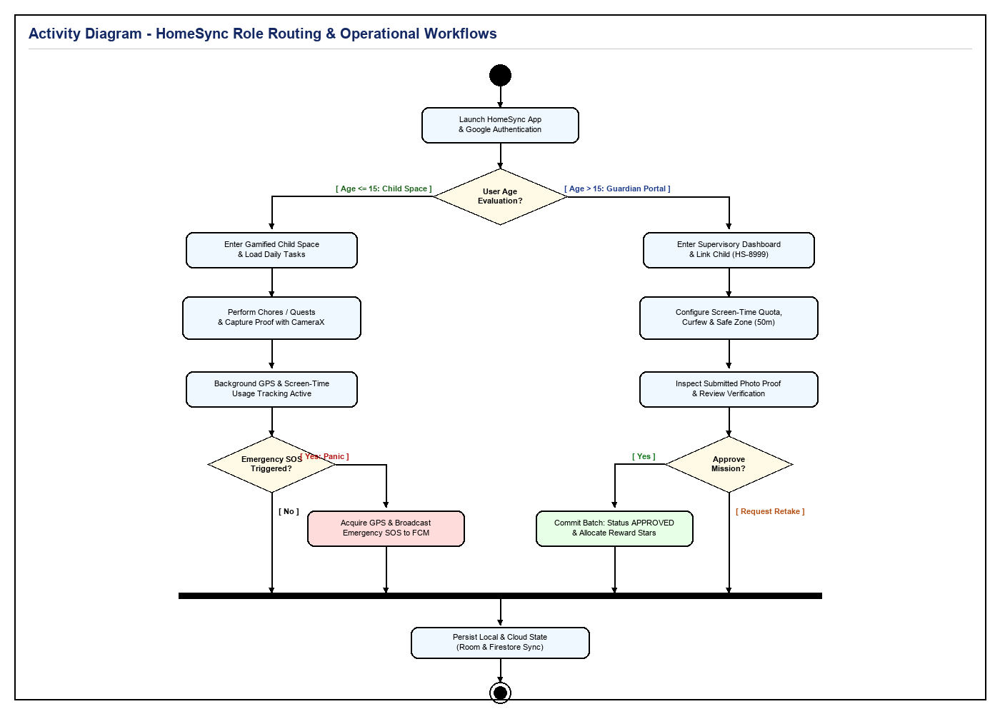 Activity Diagram - HomeSync Role Routing & Operational Workflows
Launch HomeSync App
& Google Authentication
[ Age <= 15: Child Space ]
User Age
Evaluation?
[ Age > 15: Guardian Portal ]
Enter Gamified Child Space
& Load Daily Tasks
Enter Supervisory Dashboard
& Link Child (HS-8999)
Perform Chores / Quests
& Capture Proof with CameraX
Configure Screen-Time Quota,
Curfew & Safe Zone (50m)
Background GPS & Screen-Time
Usage Tracking Active
Inspect Submitted Photo Proof
& Review Verification
Emergency SOS
Triggered?
[ Yes: Panic ]
[ Yes ]
Approve
Mission?
[ No ]
[ Request Retake ]
Acquire GPS & Broadcast
Emergency SOS to FCM
Commit Batch: Status APPROVED
& Allocate Reward Stars
Persist Local & Cloud State
(Room & Firestore Sync)